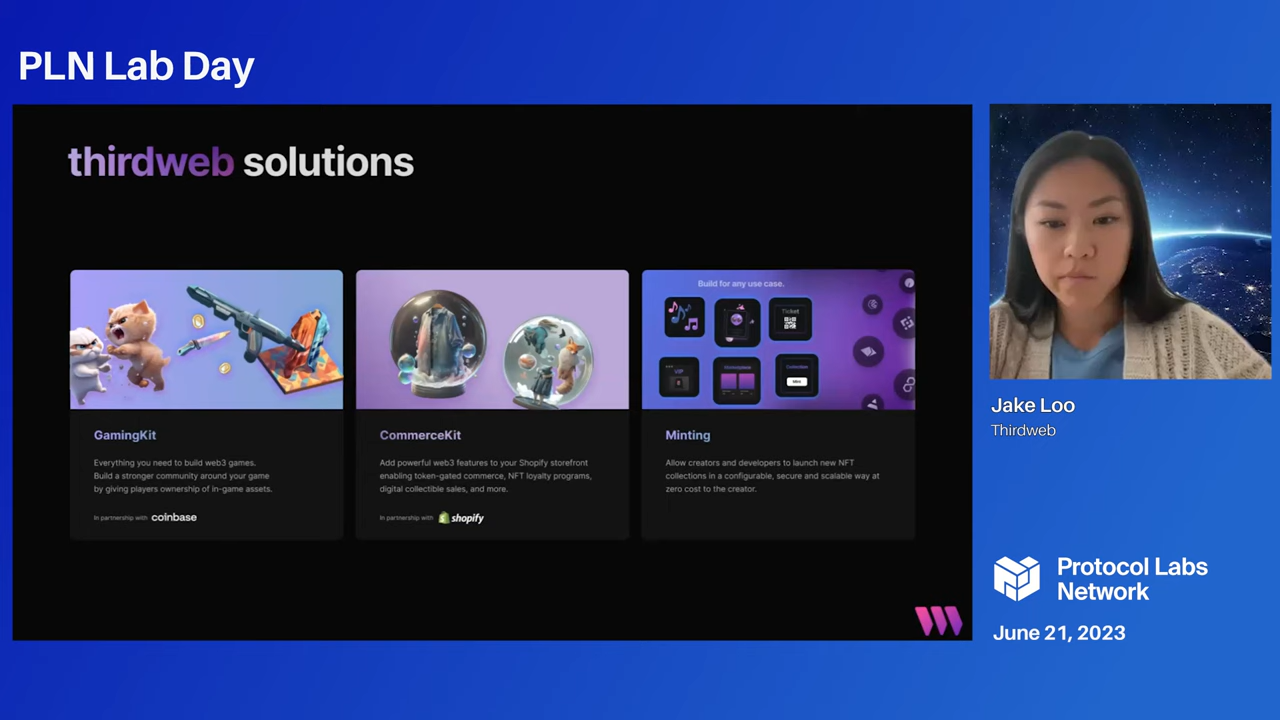 PLN Lab Day
thirdweb solutions
Build for any use case.
Ticket
VIP
Marketplace
Collection
Mint
GamingKit
Everything you need to build web3 games.
Build a stronger community around your game
by giving players ownership of in-game assets.
In partnership with coinbase
CommerceKit
Add powerful web3 features to your Shopify storefront
enabling token-gated commerce, NFT loyalty programs,
digital collectible sales, and more.
In partnership with shopify
Minting
Allow creators and developers to launch new NFT
collections in a configurable, secure and scalable way at
zero cost to the creator.
Jake Loo
Thirdweb
Protocol Labs
Network
June 21, 2023